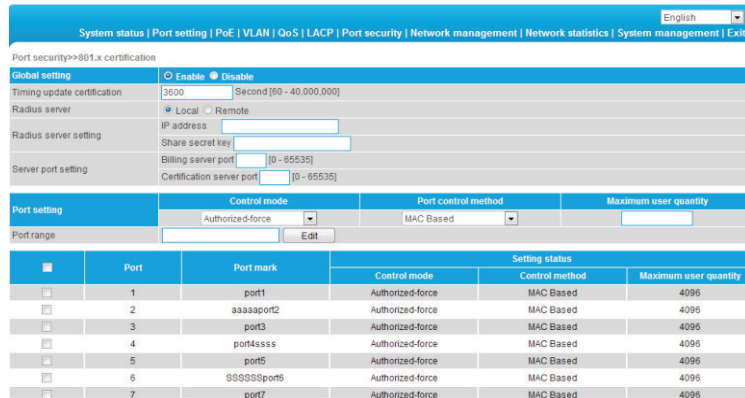 English
System status | Port setting | PoE | VLAN | QoS | LACP | Port security | Network management | Network statistics | System management | Exit
Port security>>801.x certification
Global setting Enable Disable
Timing update certification 3600 Second [60 - 40,000,000]
Radius server Local Remote
Radius server setting IP address
Share secret key
Server port setting Billing server port [0 - 65535]
Certification server port [0 - 65535]
Port setting Control mode Port control method Maximum user quantity
Authorized-force MAC Based
Port range Edit
Port Port mark Setting status
Control mode Control method Maximum user quantity
1 port1 Authorized-force MAC Based 4096
2 aaaaaport2 Authorized-force MAC Based 4096
3 port3 Authorized-force MAC Based 4096
4 port4ssss Authorized-force MAC Based 4096
5 port5 Authorized-force MAC Based 4096
6 SSSSSSport6 Authorized-force MAC Based 4096
7 port7 Authorized-force MAC Based 4096